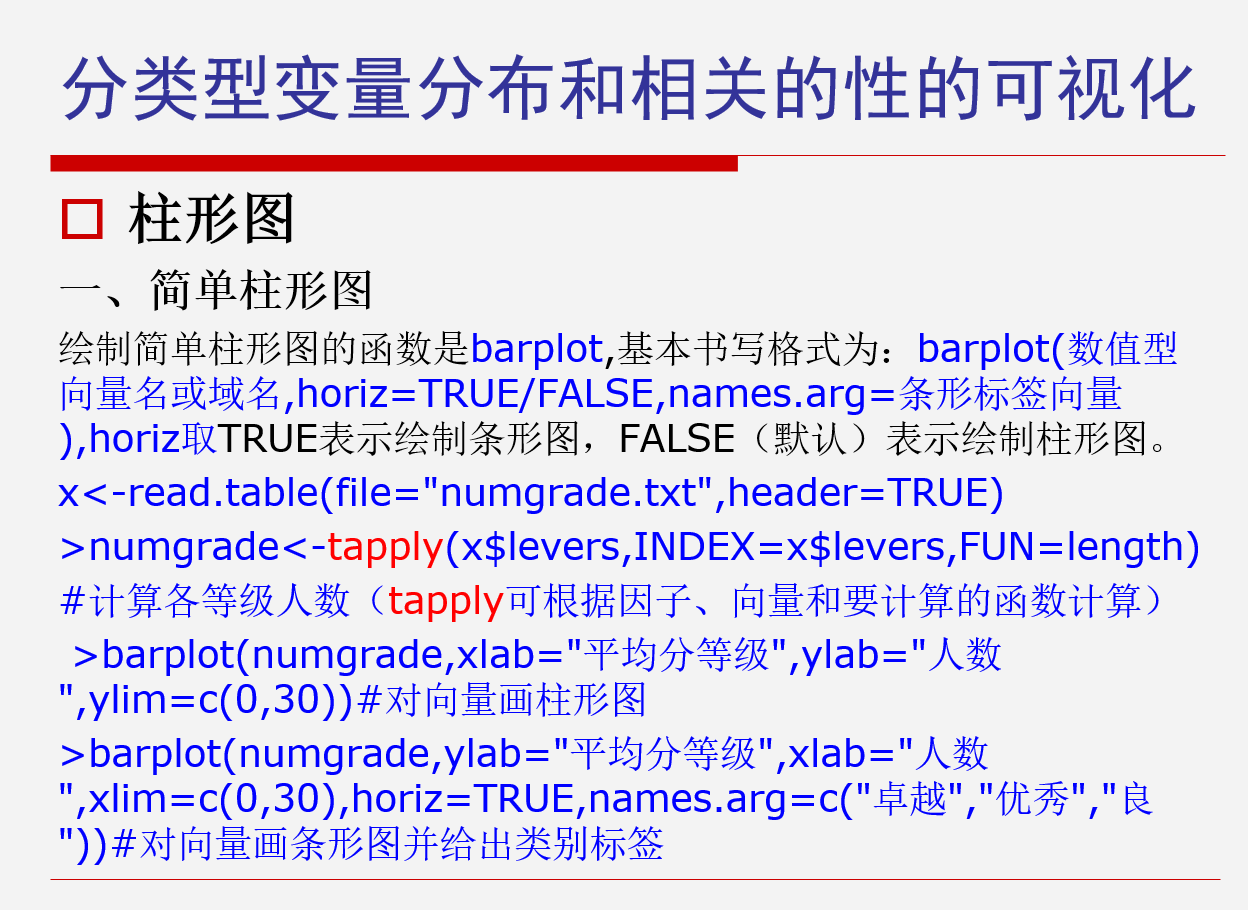 分类型变量分布和相关的性的可视化
柱形图
一、简单柱形图
绘制简单柱形图的函数是barplot,基本书写格式为：barplot(数值型
向量名或域名,horiz=TRUE/FALSE,names.arg=条形标签向量
),horiz取TRUE表示绘制条形图，FALSE（默认）表示绘制柱形图。
x<-read.table(file="numgrade.txt",header=TRUE)
>numgrade<-tapply(x$levers,INDEX=x$levers,FUN=length)
#计算各等级人数（tapply可根据因子、向量和要计算的函数计算）
>barplot(numgrade,xlab="平均分等级",ylab="人数
",ylim=c(0,30))#对向量画柱形图
>barplot(numgrade,ylab="平均分等级",xlab="人数
",xlim=c(0,30),horiz=TRUE,names.arg=c("卓越","优秀","良
"))#对向量画条形图并给出类别标签